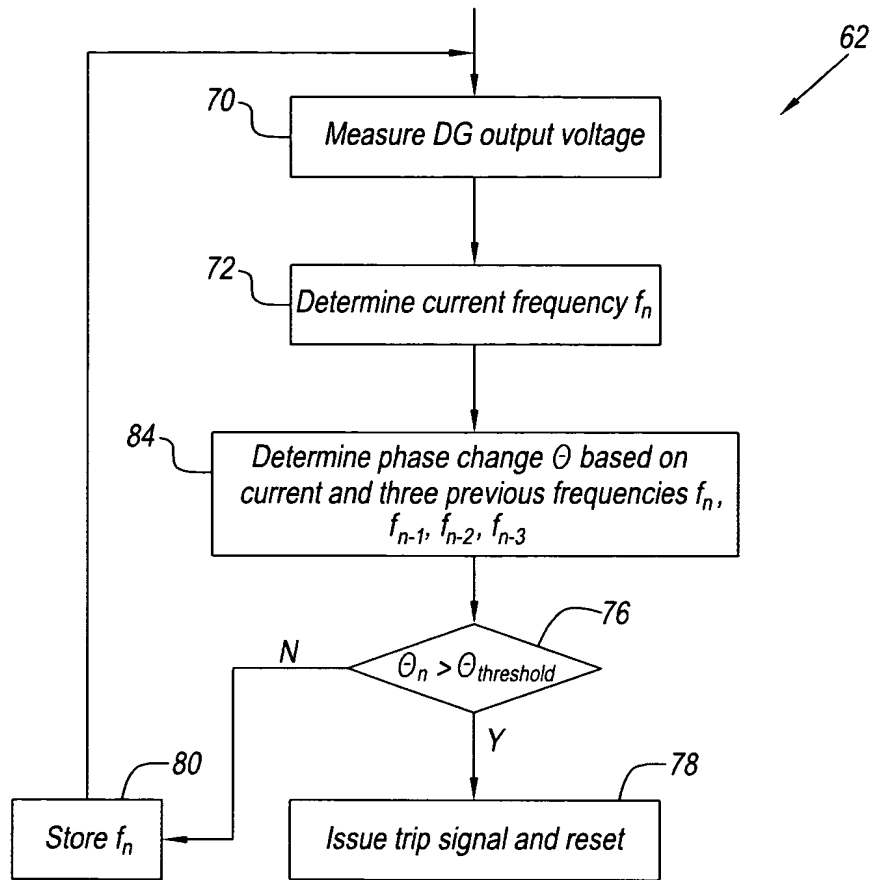 62
70
Measure DG output voltage
72
Determine current frequency fn
84
Determine phase change Θ based on
current and three previous frequencies fn,
fn-1, fn-2, fn-3
76
N
Θn > Θthreshold
Y
80
78
Store fn
Issue trip signal and reset